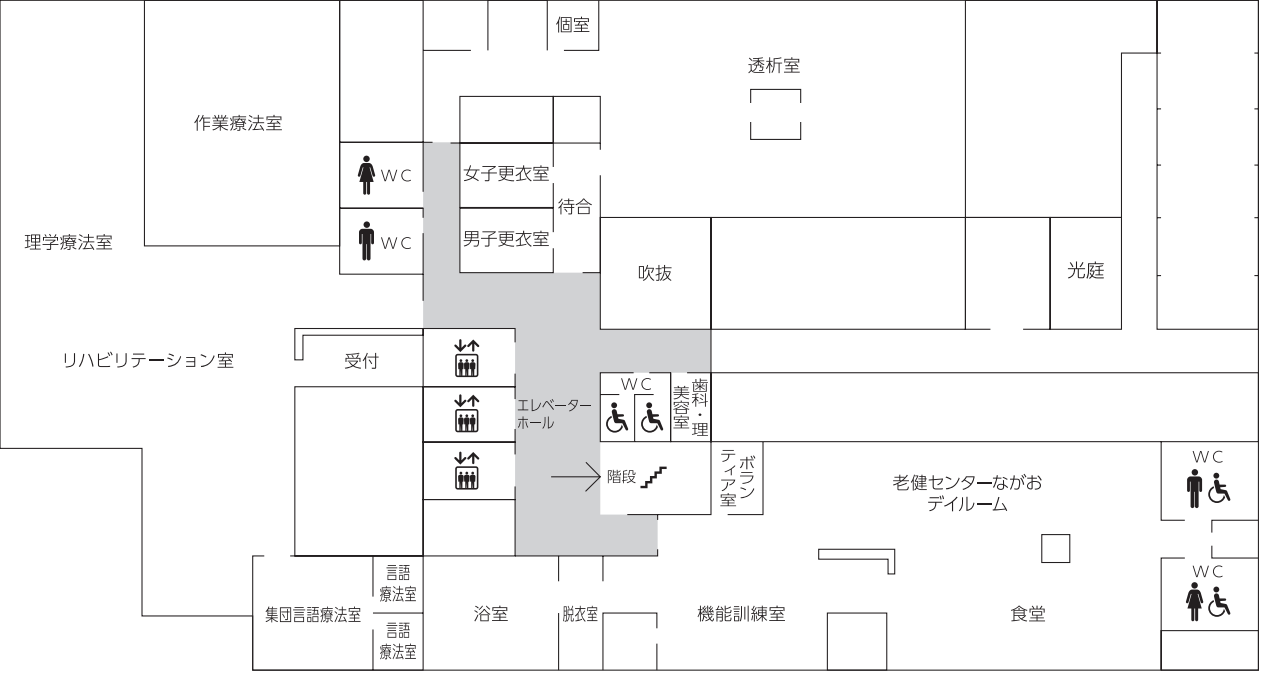 個室
透析室
作業療法室
女子更衣室
WC
待合
理学療法室
男子更衣室
WC
吹抜
光庭
リハビリテーション室
受付
WC
歯科・理
美容室
エレベーター
ホール
階段
ボラン
ティア室
老健センターながお
デイルーム
WC
WC
言語
療法室
集団言語療法室
浴室
脱衣室
機能訓練室
食堂
言語
療法室